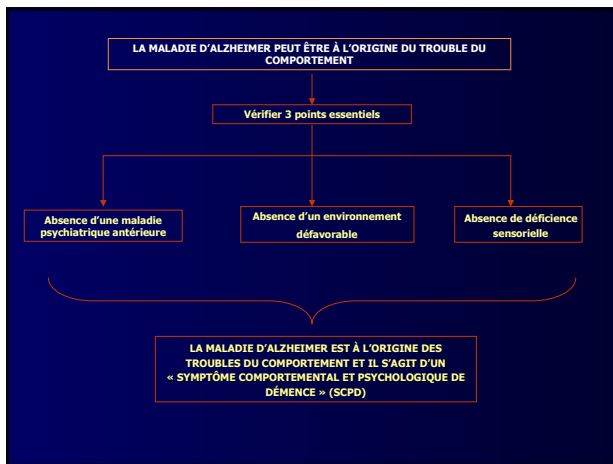 LA MALADIE D'ALZHEIMER PEUT ÊTRE À L'ORIGINE DU TROUBLE DU
COMPORTEMENT
Vérifier 3 points essentiels
Absence d'une maladie
psychiatrique antérieure
Absence d'un environnement
défavorable
Absence de déficience
sensorielle
LA MALADIE D'ALZHEIMER EST À L'ORIGINE DES
TROUBLES DU COMPORTEMENT ET IL S'AGIT D'UN
« SYMPTÔME COMPORTEMENTAL ET PSYCHOLOGIQUE DE
DÉMENCE » (SCPD)